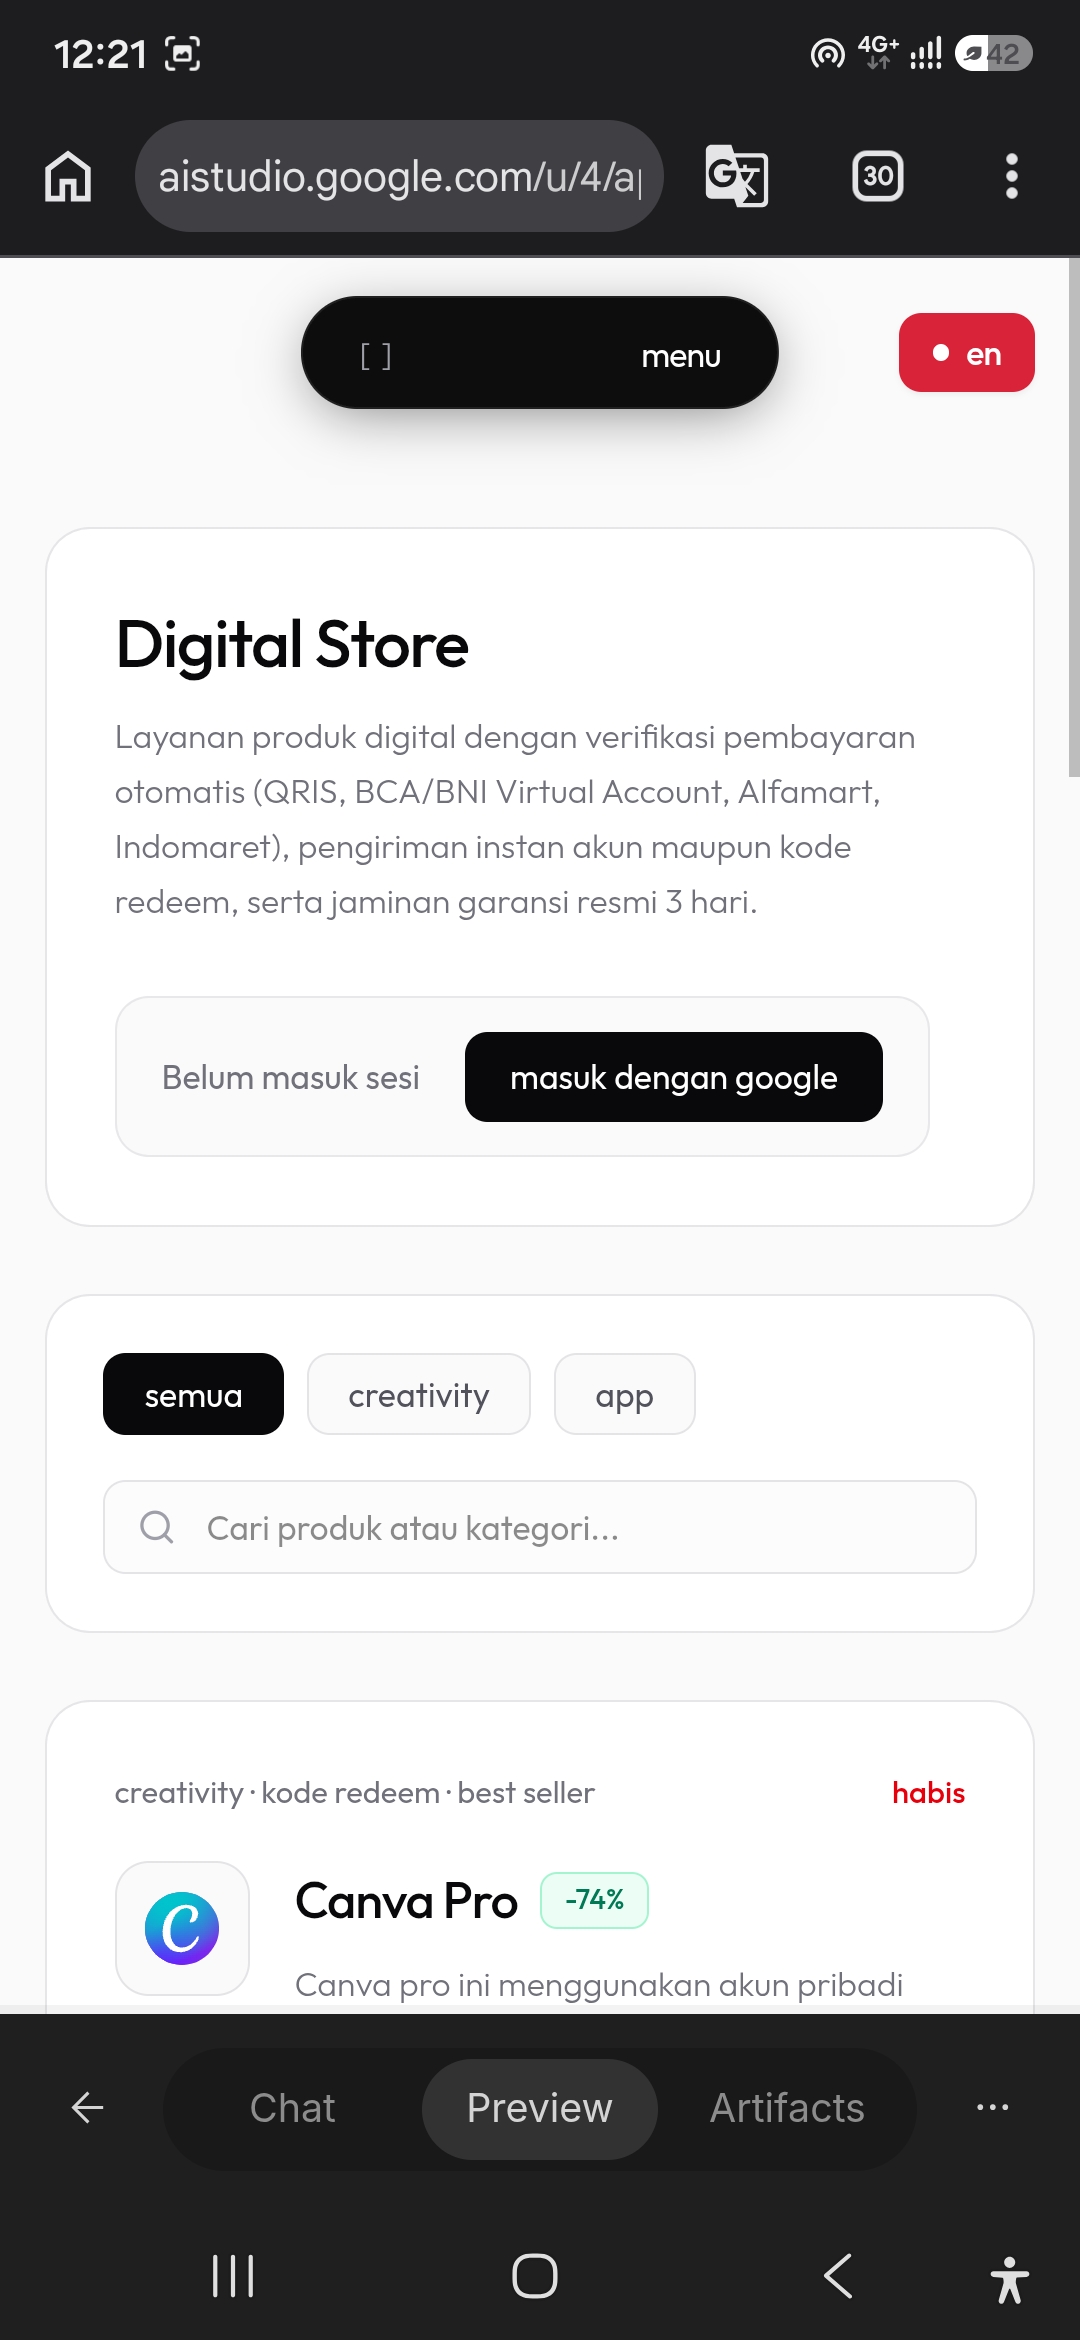 12:21
4G+
42
aistudio.google.com/u/4/a
30
[ ]
menu
en
Digital Store
Layanan produk digital dengan verifikasi pembayaran
otomatis (QRIS, BCA/BNI Virtual Account, Alfamart,
Indomaret), pengiriman instan akun maupun kode
redeem, serta jaminan garansi resmi 3 hari.
Belum masuk sesi
masuk dengan google
semua
creativity
app
Cari produk atau kategori...
creativity · kode redeem · best seller
habis
Canva Pro
-74%
Canva pro ini menggunakan akun pribadi
Chat
Preview
Artifacts